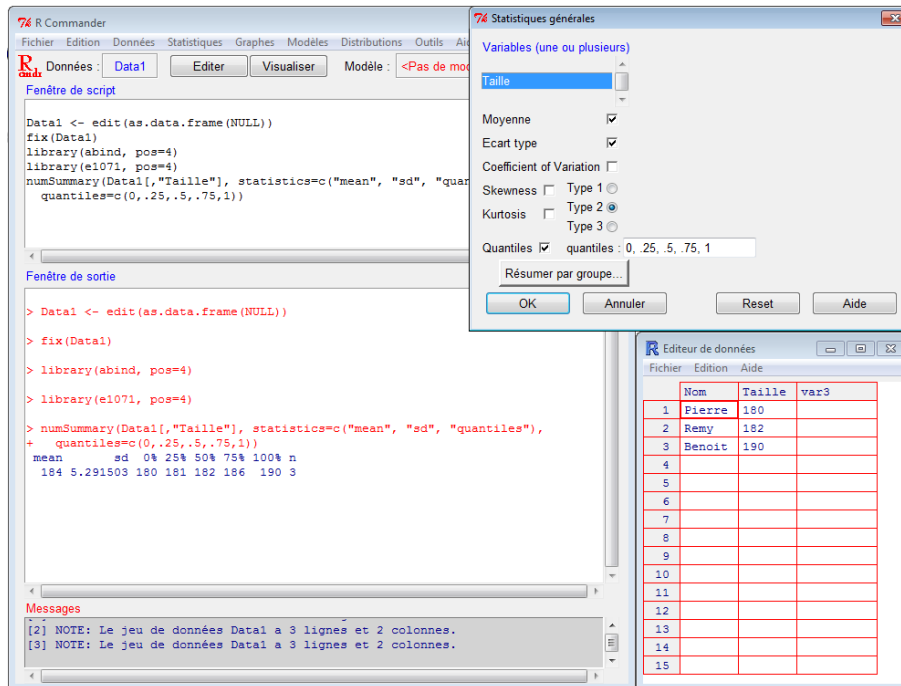 R Commander
Fichier Edition Données Statistiques Graphes Modèles Distributions Outils
Données : Data1 Editer Visualiser Modèle :
Fenêtre de script
Data1 <- edit(as.data.frame(NULL))
fix(Data1)
library(abind, pos=4)
library(e1071, pos=4)
numSummary(Data1[,"Taille"], statistics=c("mean", "sd",
quantiles=c(0,.25,.5,.75,1))
Fenêtre de sortie
> Data1 <- edit(as.data.frame(NULL))
> fix(Data1)
> library(abind, pos=4)
> library(e1071, pos=4)
> numSummary(Data1[,"Taille"], statistics=c("mean", "sd", "quantiles"),
+ quantiles=c(0,.25,.5,.75,1))
mean sd 0% 25% 50% 75% 100% n
184 5.291503 180 181 182 186 190 3
Messages
[2] NOTE: Le jeu de données Data1 a 3 lignes et 2 colonnes.
[3] NOTE: Le jeu de données Data1 a 3 lignes et 2 colonnes.
Statistiques générales
Variables (une ou plusieurs)
Taille
Moyenne
Ecart type
Coefficient of Variation
Skewness Type 1
Type 2
Kurtosis
Type 3
Quantiles quantiles : 0, .25, .5, .75, 1
Résumer par groupe...
OK Annuler Reset Aide
Editeur de données
Fichier Edition Aide
Nom Taille var3
1 Pierre 180
2 Remy 182
3 Benoit 190
4
5
6
7
8
9
10
11
12
13
14
15